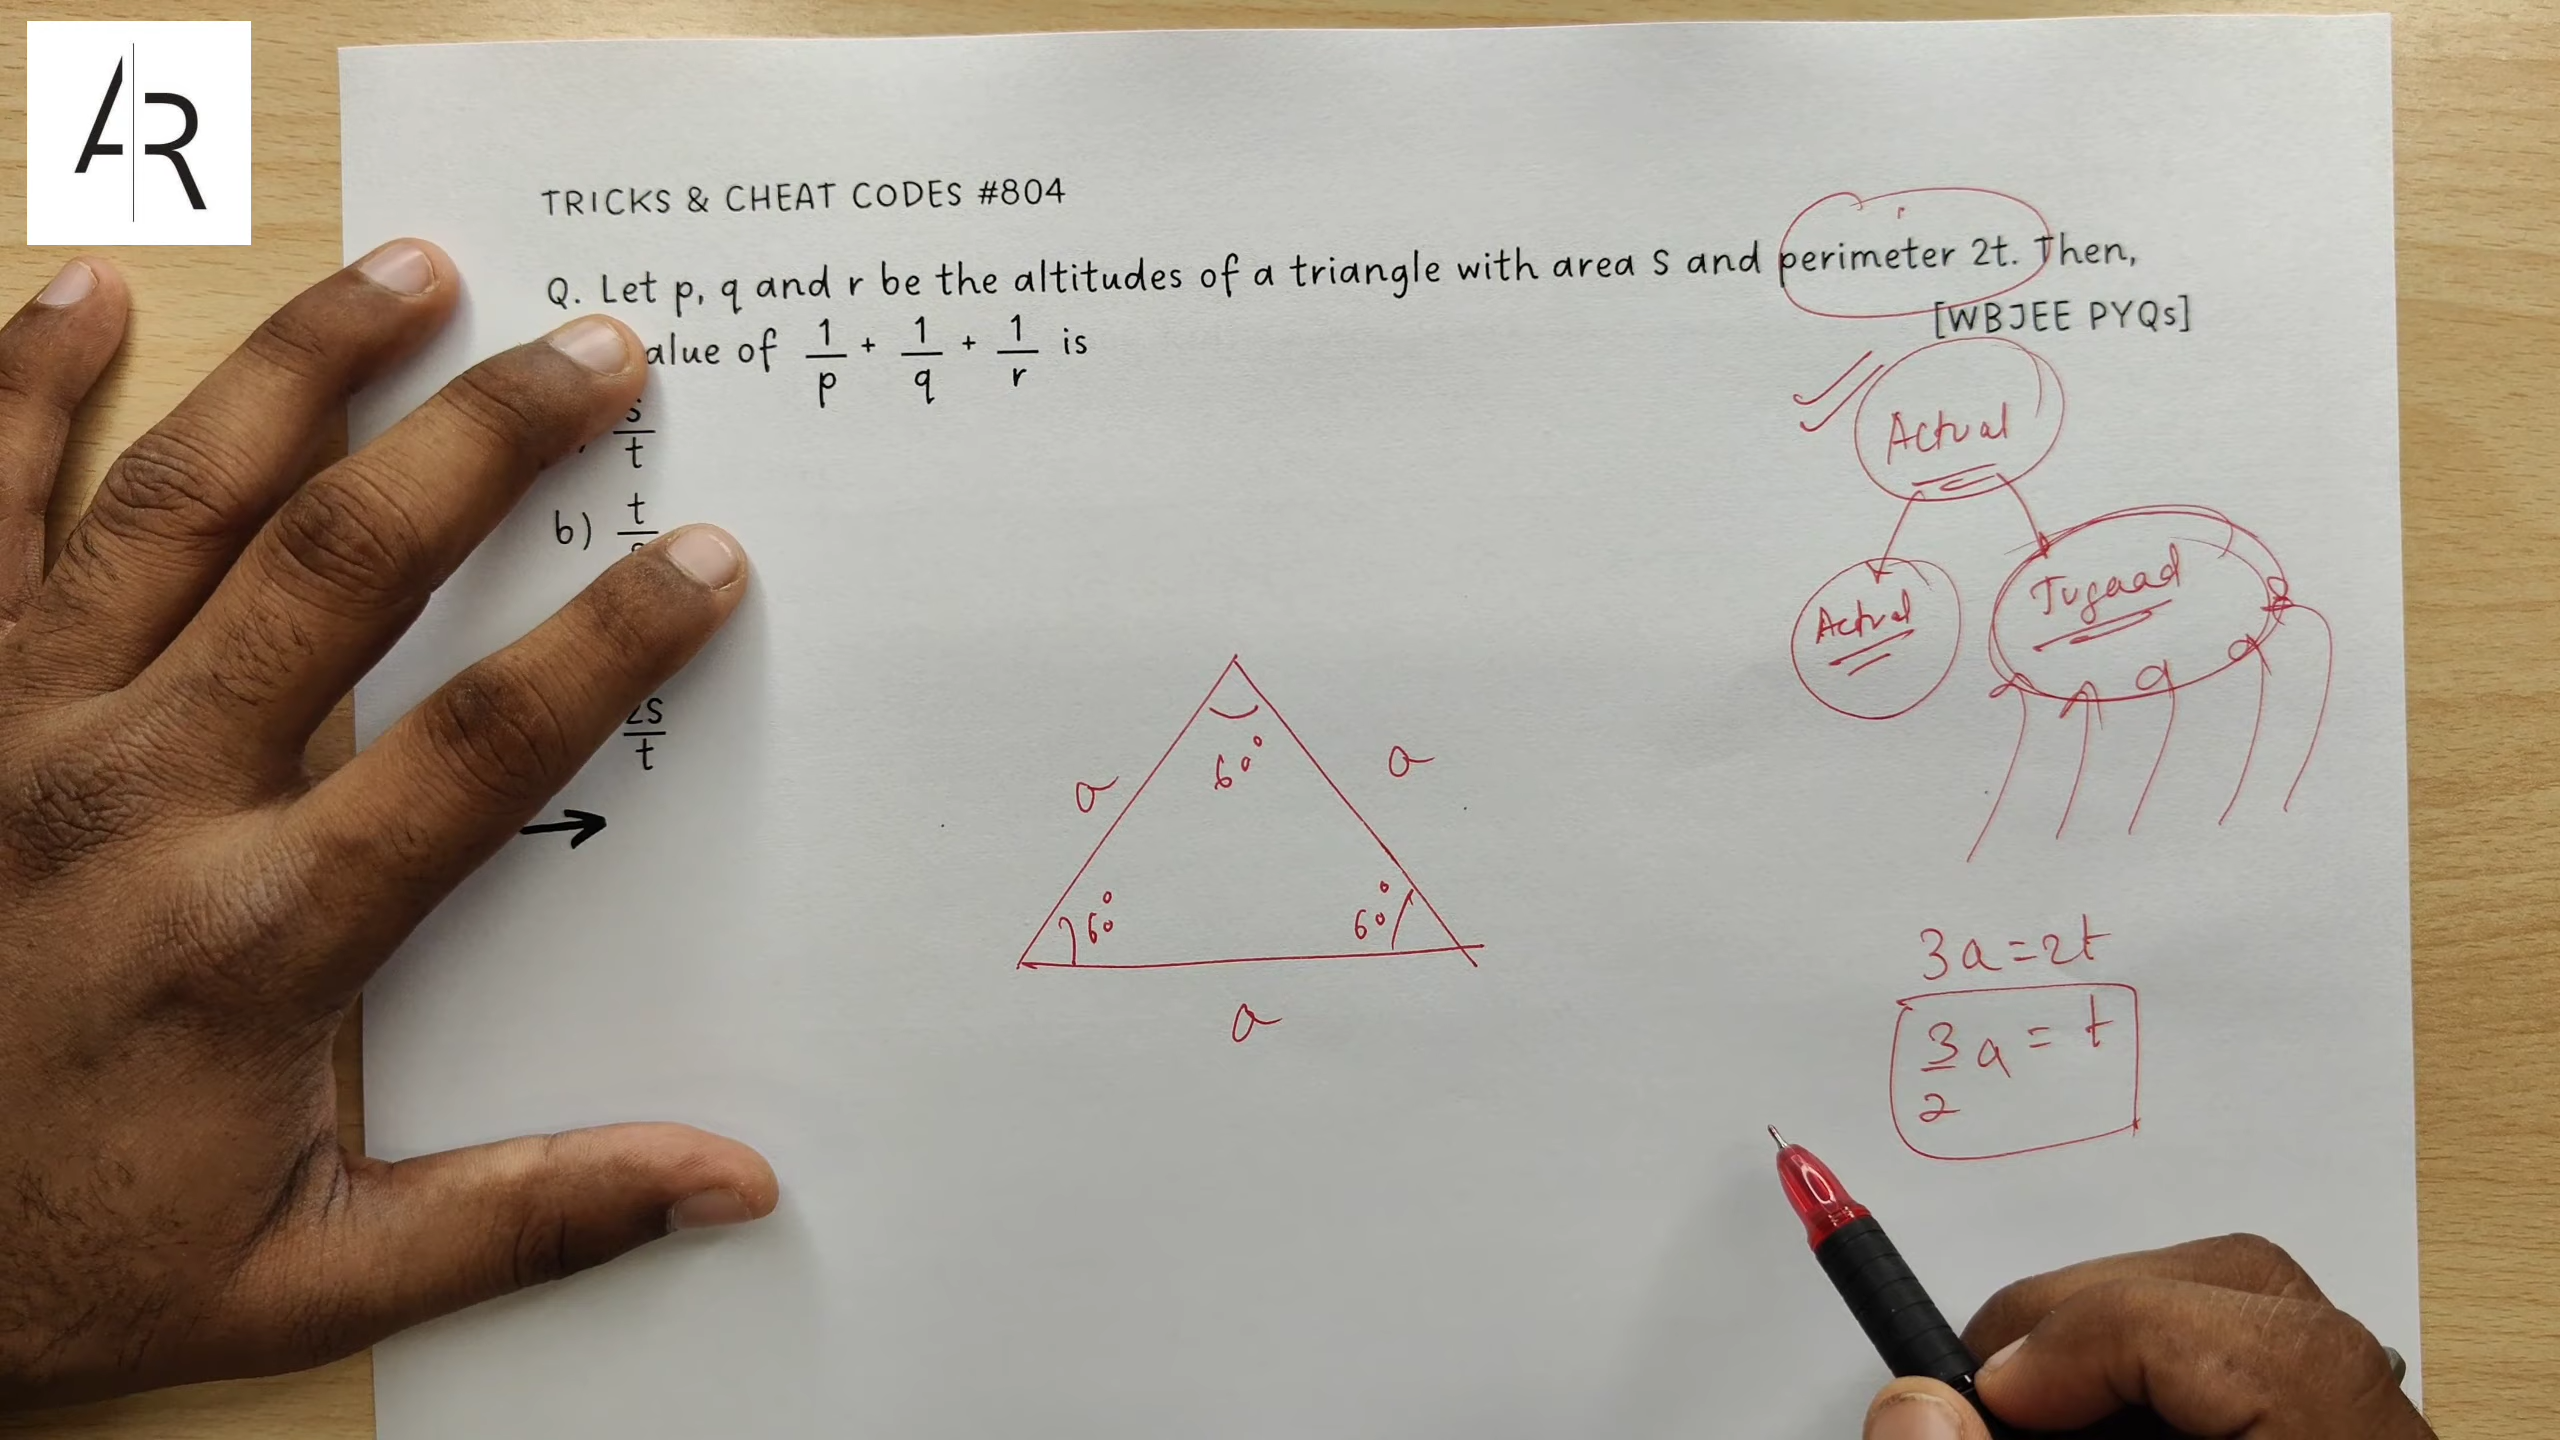 AR
TRICKS & CHEAT CODES #804
Q. Let p, q and r be the altitudes of a triangle with area S and perimeter 2t. Then,
[WBJEE PYQs]
alue of 1/p + 1/q + 1/r is
s/t
b) t
2s/t
Actual
Actual
Jugaad
60°
a
a
60°
60°
a
3a=2t
3/2 a = t